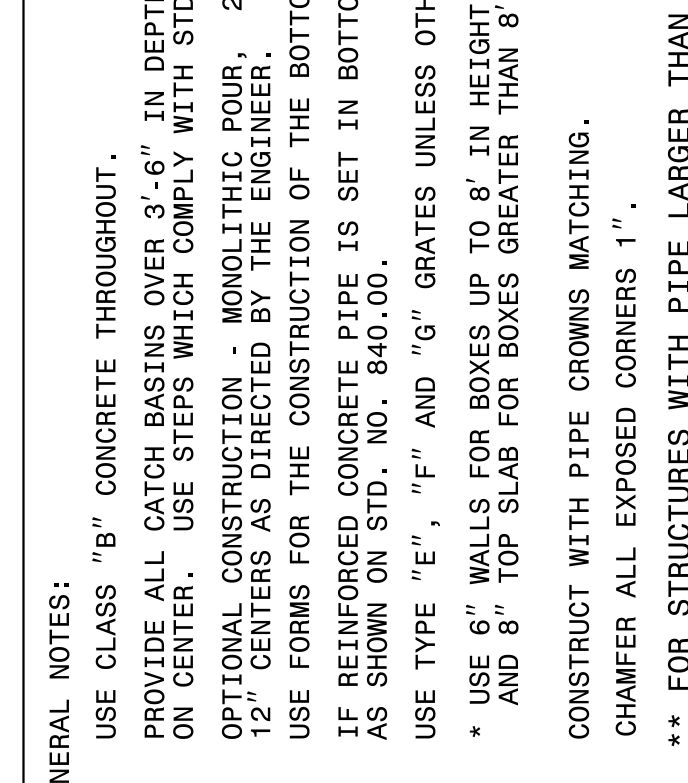 NERAL NOTES:
USE CLASS "B" CONCRETE THROUGHOUT.
PROVIDE ALL CATCH BASINS OVER 3'-6" IN DEPT
ON CENTER. USE STEPS WHICH COMPLY WITH STD
OPTIONAL CONSTRUCTION - MONOLITHIC POUR, 2
12" CENTERS AS DIRECTED BY THE ENGINEER.
USE FORMS FOR THE CONSTRUCTION OF THE BOTTO
IF REINFORCED CONCRETE PIPE IS SET IN BOTTO
AS SHOWN ON STD. NO. 840.00.
USE TYPE "E", "F" AND "G" GRATES UNLESS OTH
* USE 6" WALLS FOR BOXES UP TO 8' IN HEIGHT
AND 8" TOP SLAB FOR BOXES GREATER THAN 8'
CONSTRUCT WITH PIPE CROWNS MATCHING.
CHAMFER ALL EXPOSED CORNERS 1".
** FOR STRUCTURES WITH PIPE LARGER THAN